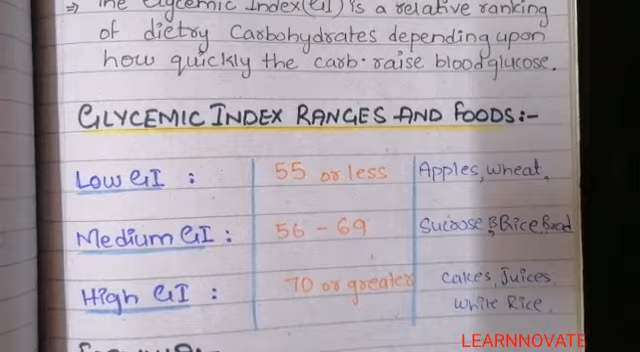 ⇒ The Glycemic Index(GI) is a relative ranking
of dietry Carbohydrates depending upon
how quickly the carb. raise blood glucose.
GLYCEMIC INDEX RANGES AND FOODS:-
Low GI : 55 or less Apples, wheat,
Medium GI : 56 - 69 Sucrose & Rice,
High GI : 70 or greater cakes, Juices
white Rice.
LEARNNOVATE